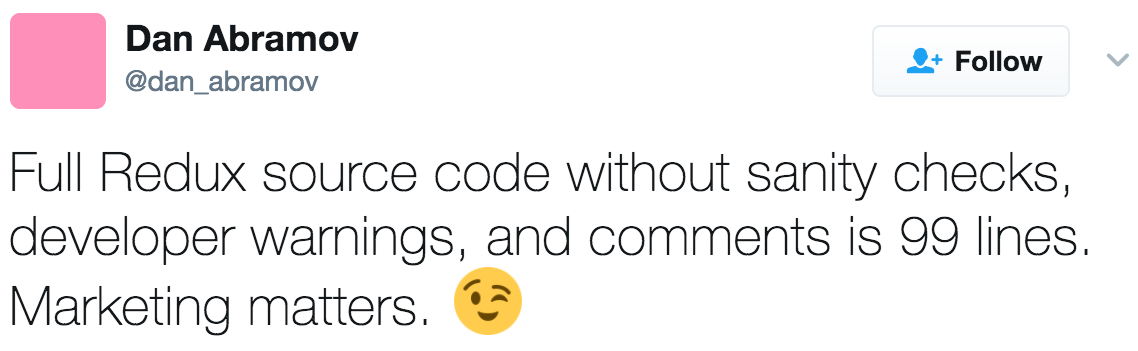 Dan Abramov
@dan_abramov
Follow
Full Redux source code without sanity checks,
developer warnings, and comments is 99 lines.
Marketing matters. 😉